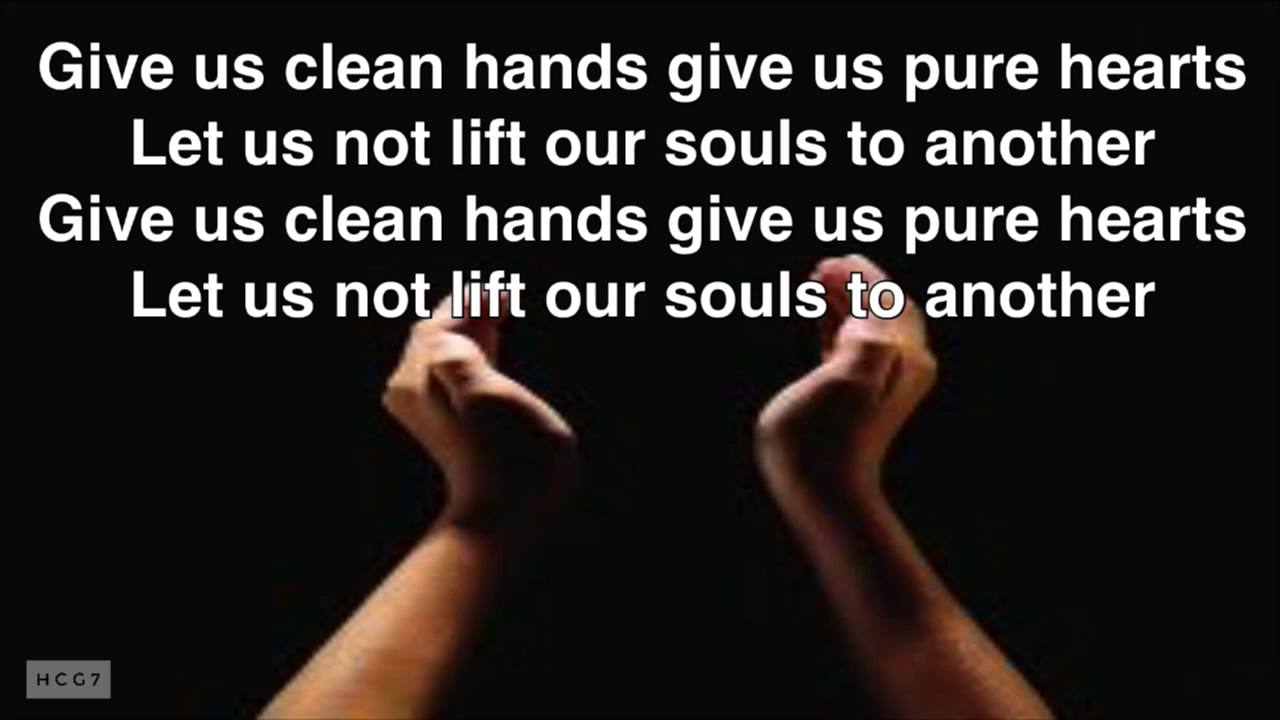 Give us clean hands give us pure hearts
Let us not lift our souls to another
Give us clean hands give us pure hearts
Let us not lift our souls to another
HCG7